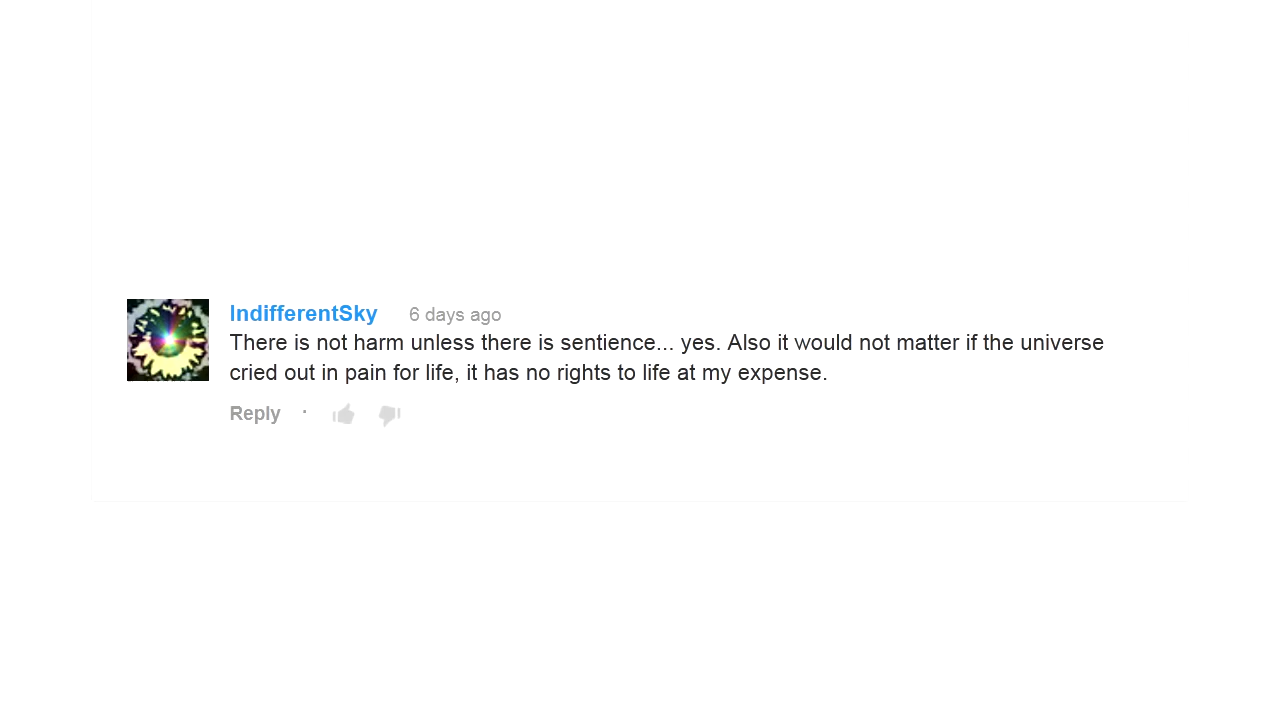 IndifferentSky 6 days ago
There is not harm unless there is sentience... yes. Also it would not matter if the universe
cried out in pain for life, it has no rights to life at my expense.
Reply ·